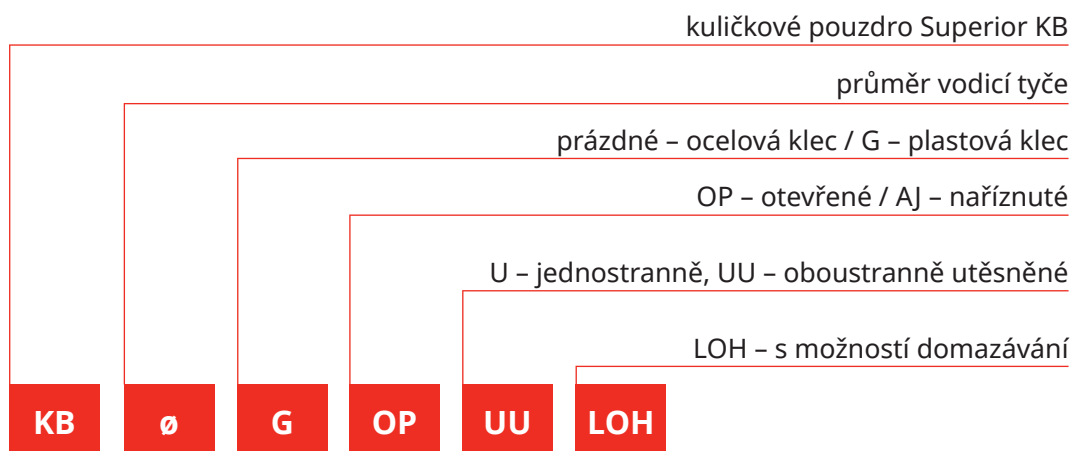 kuličkové pouzdro Superior KB
průměr vodicí tyče
prázdné – ocelová klec / G – plastová klec
OP – otevřené / AJ – naříznuté
U – jednostranně, UU – oboustranně utěsněné
LOH – s možností domazávání
KB ø G OP UU LOH